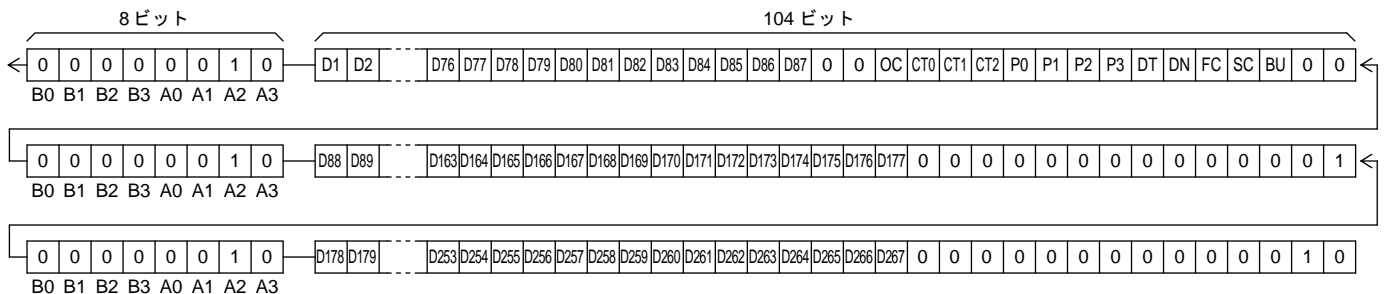 8 ビット 104 ビット
0 0 0 0 0 0 1 0 D1 D2 D76 D77 D78 D79 D80 D81 D82 D83 D84 D85 D86 D87 0 0 OC CT0 CT1 CT2 P0 P1 P2 P3 DT DN FC SC BU 0 0
B0 B1 B2 B3 A0 A1 A2 A3
0 0 0 0 0 0 1 0 D88 D89 D163 D164 D165 D166 D167 D168 D169 D170 D171 D172 D173 D174 D175 D176 D177 0 0 0 0 0 0 0 0 0 0 0 0 0 1
B0 B1 B2 B3 A0 A1 A2 A3
0 0 0 0 0 0 1 0 D178 D179 D253 D254 D255 D256 D257 D258 D259 D260 D261 D262 D263 D264 D265 D266 D267 0 0 0 0 0 0 0 0 0 0 0 0 1 0
B0 B1 B2 B3 A0 A1 A2 A3